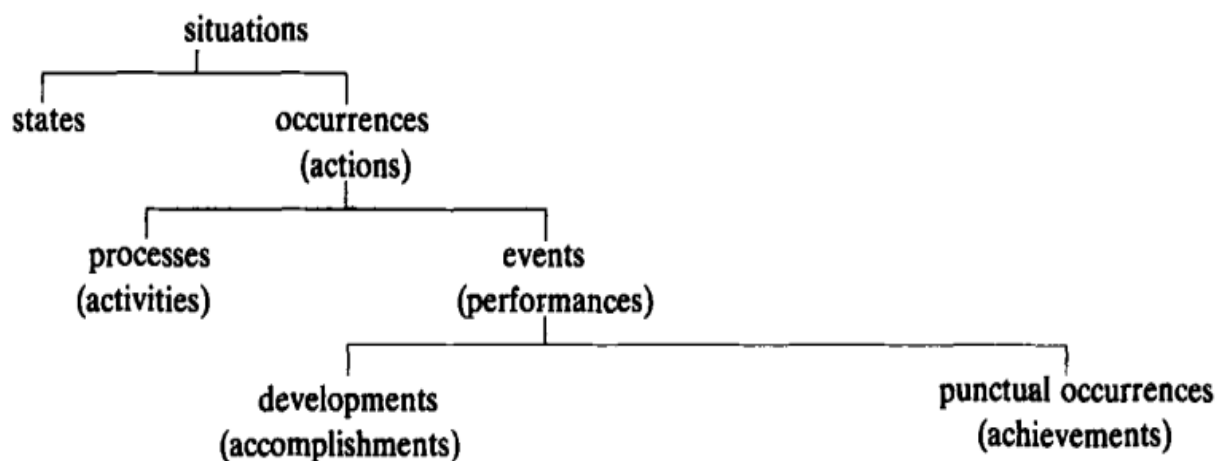 situations
states occurrences
(actions)
processes events
(activities) (performances)
developments punctual occurrences
(accomplishments) (achievements)